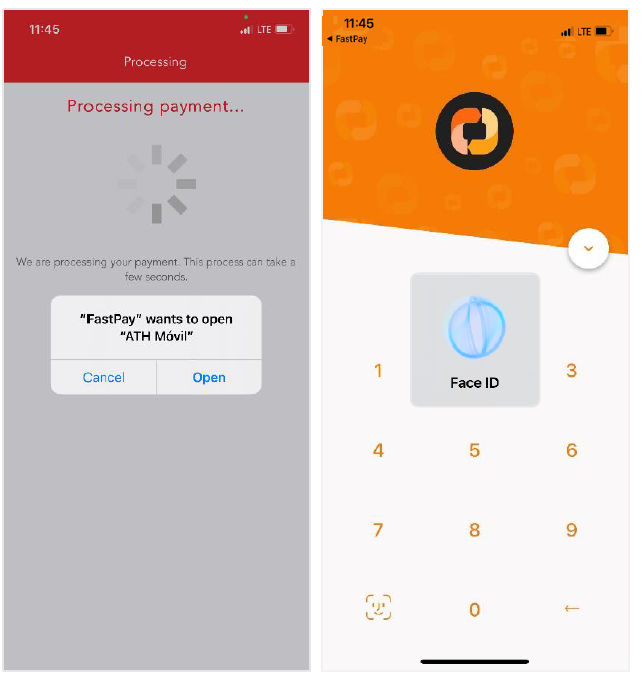 11:45
LTE
Processing
Processing payment...
We are processing your payment. This process can take a
few seconds.
“FastPay” wants to open
“ATH Móvil”
Cancel Open
11:45
LTE
◀ FastPay
Face ID
1 3
4 5 6
7 8 9
0 ←